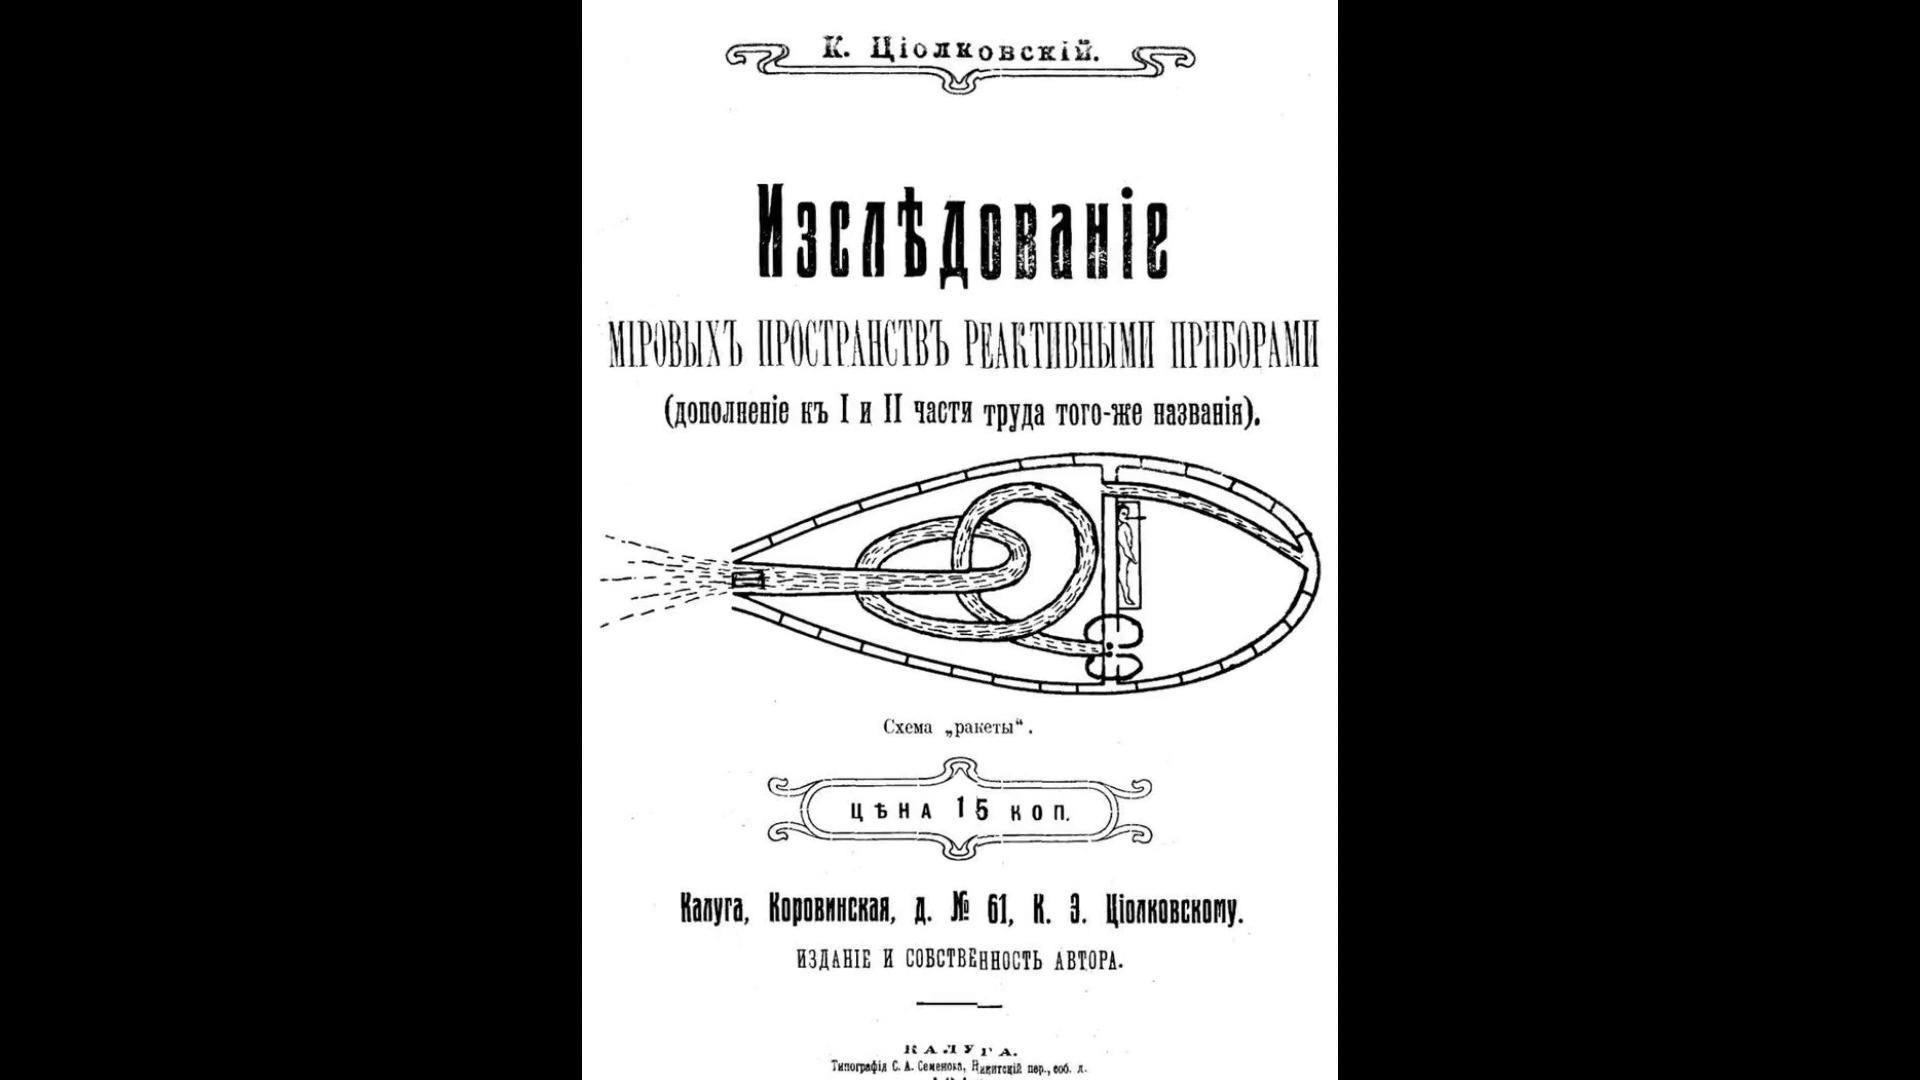 К. Ціолковскій.
Изслѣдованіе
МІРОВЫХЪ ПРОСТРАНСТВЪ РЕАКТИВНЫМИ ПРИБОРАМИ
(дополненіе къ I и II части труда того-же названія).
Схема „ракеты“.
ЦѢНА 15 КОП.
Калуга, Коровинская, д. № 61, К. Э. Ціолковскому.
ИЗДАНІЕ И СОБСТВЕННОСТЬ АВТОРА.
КАЛУГА.
Типографія С. А. Семенова, Никитскій пер., соб. д.